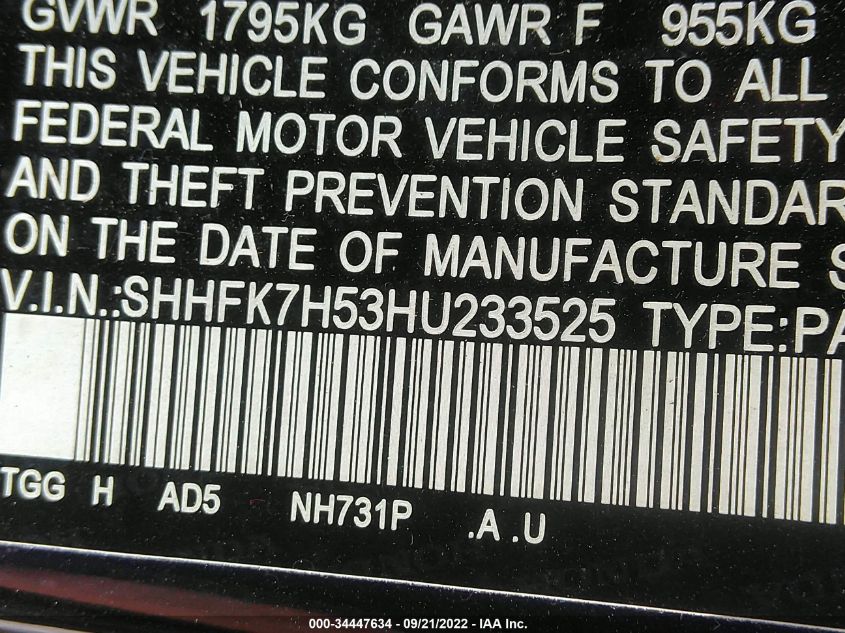 GVWR 1795KG GAWR F 955KG
THIS VEHICLE CONFORMS TO ALL
FEDERAL MOTOR VEHICLE SAFETY
AND THEFT PREVENTION STANDAR
ON THE DATE OF MANUFACTURE S
V.I.N.:SHHFK7H53HU233525 TYPE:PA
TGG H AD5 NH731P .A .U
000-34447634 - 09/21/2022 - IAA Inc.